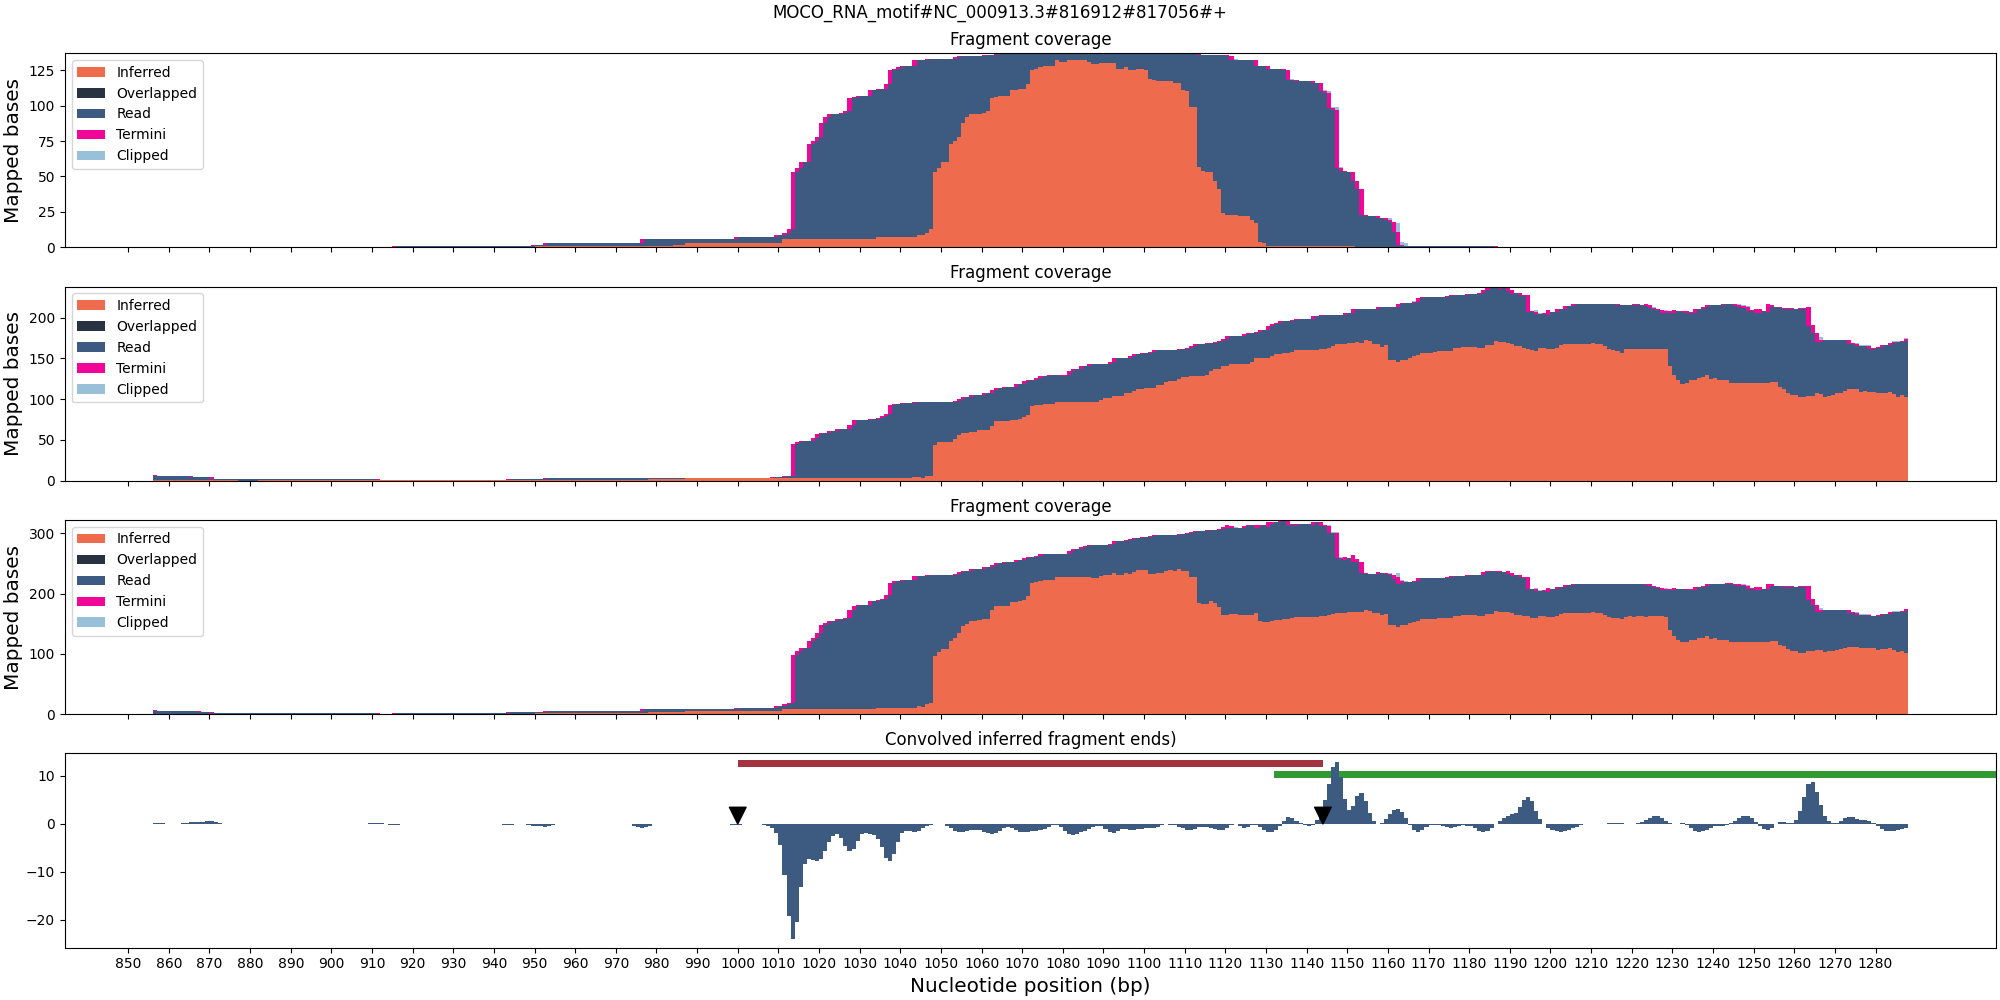 MOCO_RNA_motif#NC_000913.3#816912#817056#+
Fragment coverage
Mapped bases
125
100
75
50
25
0
Inferred
Overlapped
Read
Termini
Clipped
Fragment coverage
Mapped bases
200
150
100
50
0
Inferred
Overlapped
Read
Termini
Clipped
Fragment coverage
Mapped bases
300
200
100
0
Inferred
Overlapped
Read
Termini
Clipped
Convolved inferred fragment ends)
10
0
−10
−20
850 860 870 880 890 900 910 920 930 940 950 960 970 980 990 1000 1010 1020 1030 1040 1050 1060 1070 1080 1090 1100 1110 1120 1130 1140 1150 1160 1170 1180 1190 1200 1210 1220 1230 1240 1250 1260 1270 1280
Nucleotide position (bp)